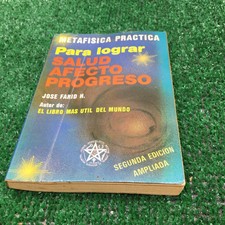 METAFISICA PRACTICA
Para lograr
SALUD
AFECTO
PROGRESO
JOSE FARID H.
Autor de:
EL LIBRO MAS UTIL DEL MUNDO
SEGUNDA EDICION
AMPLIADA